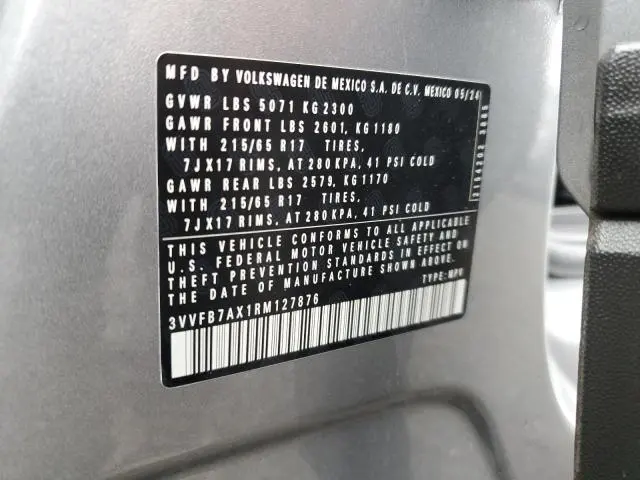 MFD BY VOLKSWAGEN DE MEXICO S.A. DE C.V. MEXICO 05/24
GVWR LBS 5071 KG 2300
GAWR FRONT LBS 2601, KG 1180
WITH 215/65 R17 TIRES,
7J X17 RIMS, AT 280 KPA, 41 PSI COLD
GAWR REAR LBS 2579, KG 1170
WITH 215/65 R17 TIRES,
7J X17 RIMS, AT 280 KPA, 41 PSI COLD
THIS VEHICLE CONFORMS TO ALL APPLICABLE
U.S. FEDERAL MOTOR VEHICLE SAFETY AND
THEFT PREVENTION STANDARDS IN EFFECT ON
THE DATE OF MANUFACTURE SHOWN ABOVE.
TYPE: MPV
3VVFB7AX1RM127876